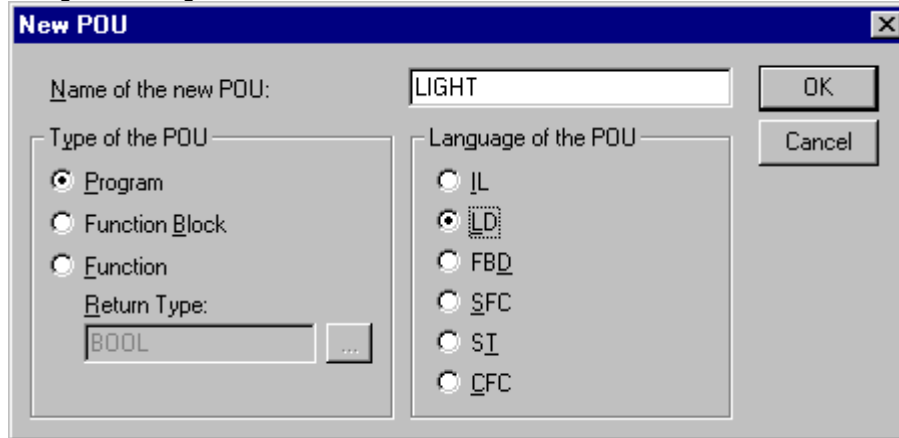 New POU
Name of the new POU:
LIGHT
OK
Cancel
Type of the POU
Program
Function Block
Function
Return Type:
BOOL
...
Language of the POU
IL
LD
FBD
SFC
ST
CFC